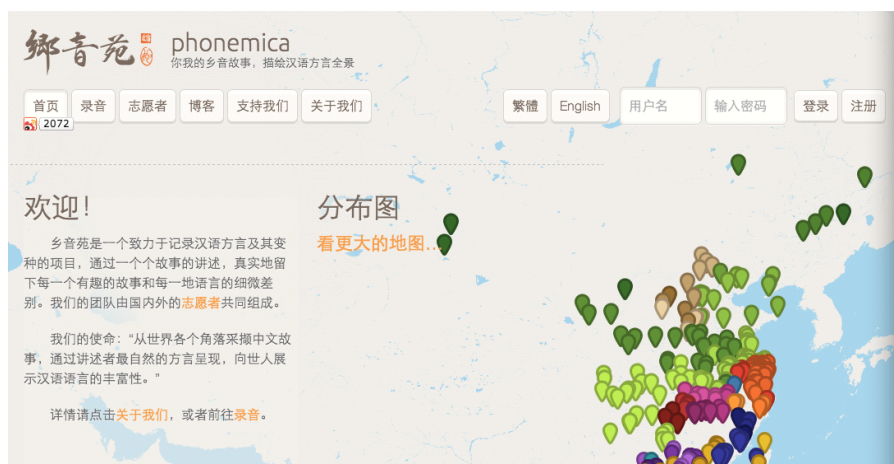 鄉音苑
phonemica
你我的乡音故事，描绘汉语方言全景
首页 录音 志愿者 博客 支持我们 关于我们 繁體 English 用户名 输入密码 登录 注册
2072
欢迎！
分布图
看更大的地图...
乡音苑是一个致力于记录汉语方言及其变
种的项目，通过一个个故事的讲述，真实地留
下每一个有趣的故事和每一地语言的细微差
别。我们的团队由国内外的志愿者共同组成。
我们的使命：“从世界各个角落采撷中文故
事，通过讲述者最自然的方言呈现，向世人展
示汉语语言的丰富性。”
详情请点击关于我们，或者前往录音。